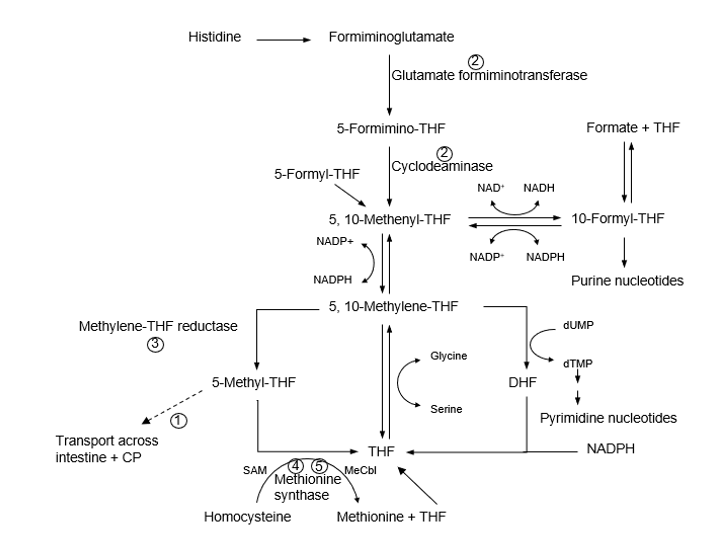 Histidine
Formiminoglutamate
②
Glutamate formiminotransferase
5-Formimino-THF
Formate + THF
②
Cyclodeaminase
5-Formyl-THF
NAD⁺
NADH
5, 10-Methenyl-THF
10-Formyl-THF
NADP+
NADP⁺
NADPH
NADPH
Purine nucleotides
5, 10-Methylene-THF
Methylene-THF reductase
③
dUMP
Glycine
dTMP
5-Methyl-THF
DHF
Serine
①
Pyrimidine nucleotides
Transport across
intestine + CP
THF
NADPH
SAM
④
⑤
MeCbl
Methionine
synthase
Homocysteine
Methionine + THF